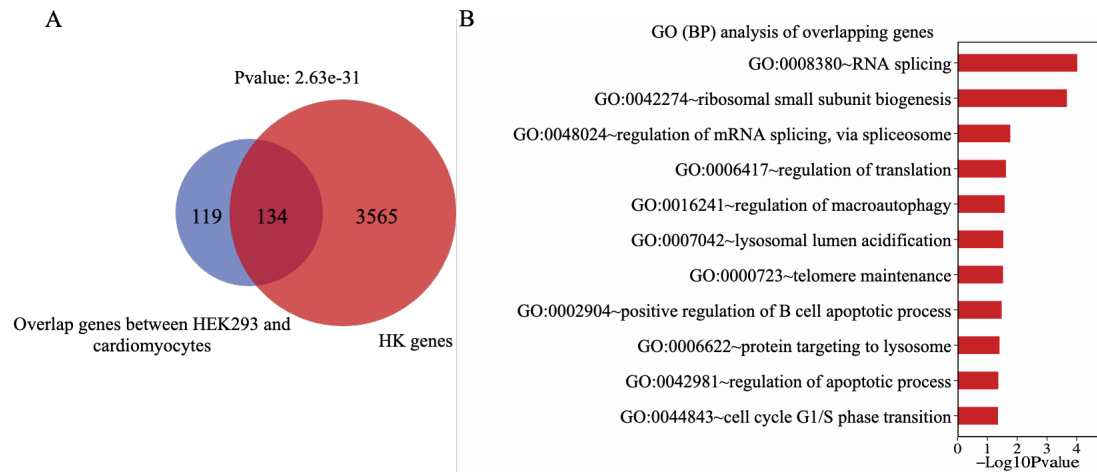 A
Pvalue: 2.63e-31
119
134
3565
Overlap genes between HEK293 and
cardiomyocytes
HK genes
B
GO (BP) analysis of overlapping genes
GO:0008380~RNA splicing
GO:0042274~ribosomal small subunit biogenesis
GO:0048024~regulation of mRNA splicing, via spliceosome
GO:0006417~regulation of translation
GO:0016241~regulation of macroautophagy
GO:0007042~lysosomal lumen acidification
GO:0000723~telomere maintenance
GO:0002904~positive regulation of B cell apoptotic process
GO:0006622~protein targeting to lysosome
GO:0042981~regulation of apoptotic process
GO:0044843~cell cycle G1/S phase transition
0 1 2 3 4
−Log10Pvalue